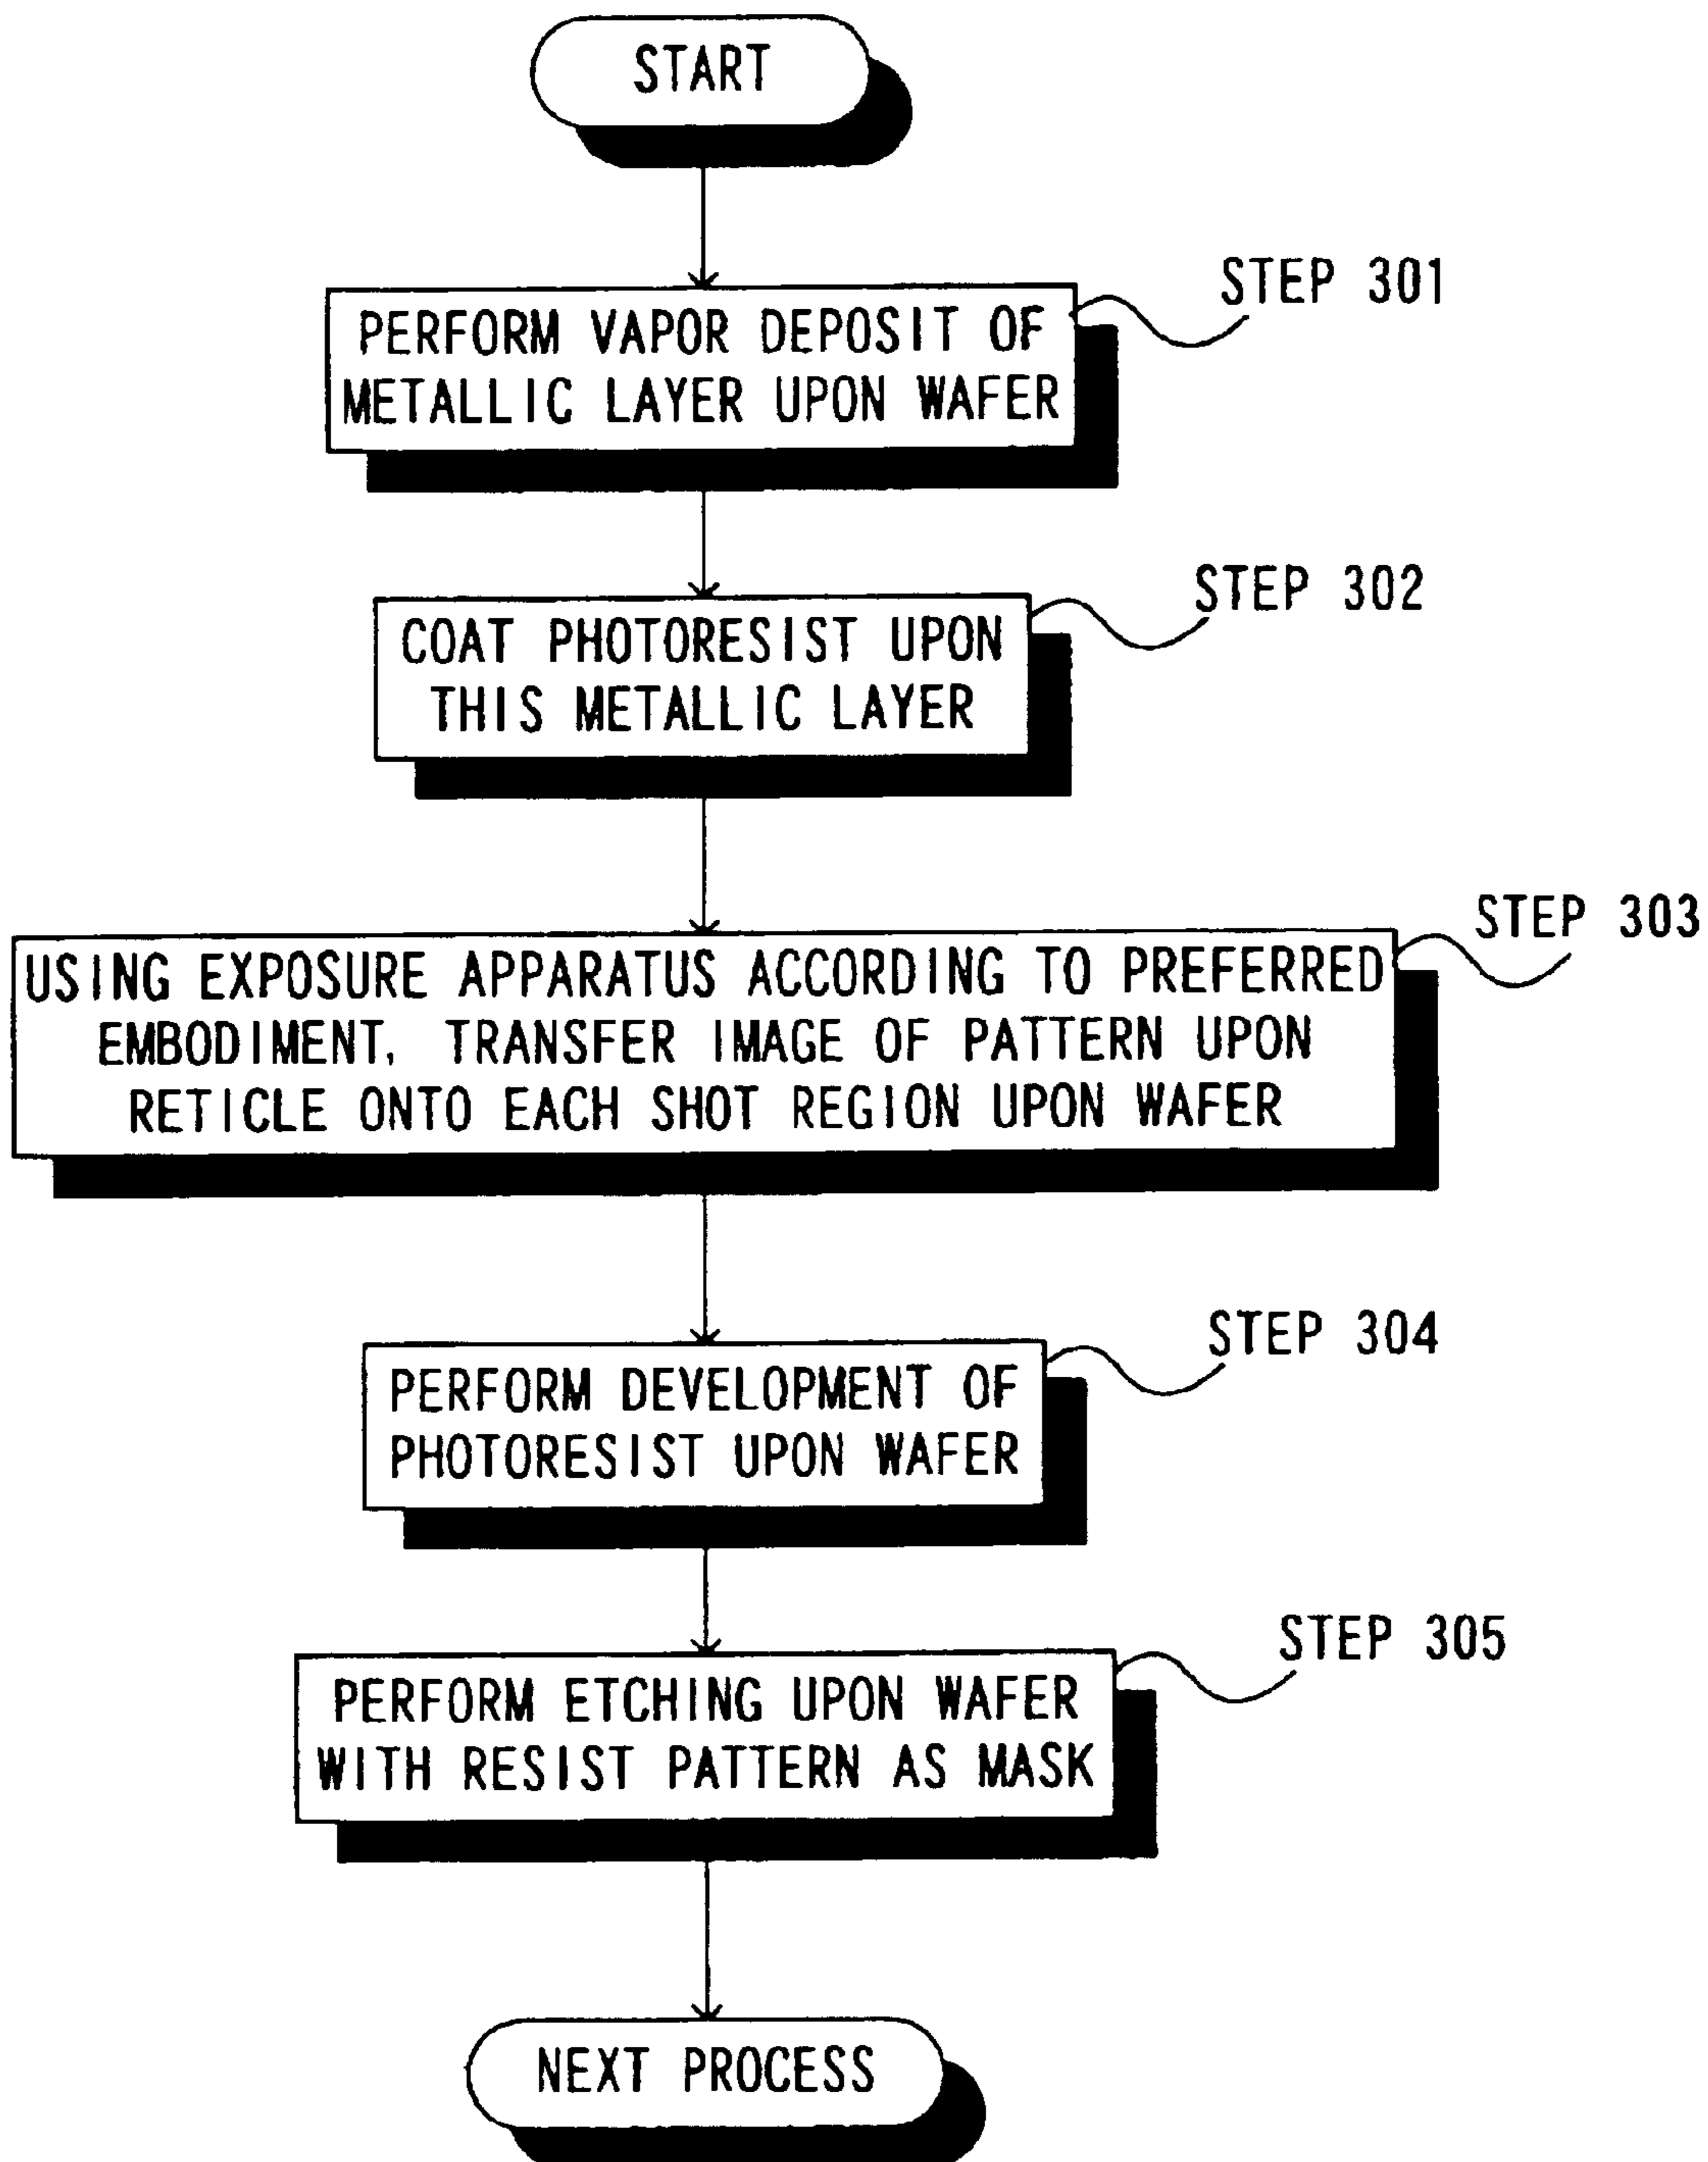 START
STEP 301
PERFORM VAPOR DEPOSIT OF
METALLIC LAYER UPON WAFER
STEP 302
COAT PHOTORESIST UPON
THIS METALLIC LAYER
STEP 303
USING EXPOSURE APPARATUS ACCORDING TO PREFERRED
EMBODIMENT, TRANSFER IMAGE OF PATTERN UPON
RETICLE ONTO EACH SHOT REGION UPON WAFER
STEP 304
PERFORM DEVELOPMENT OF
PHOTORESIST UPON WAFER
STEP 305
PERFORM ETCHING UPON WAFER
WITH RESIST PATTERN AS MASK
NEXT PROCESS